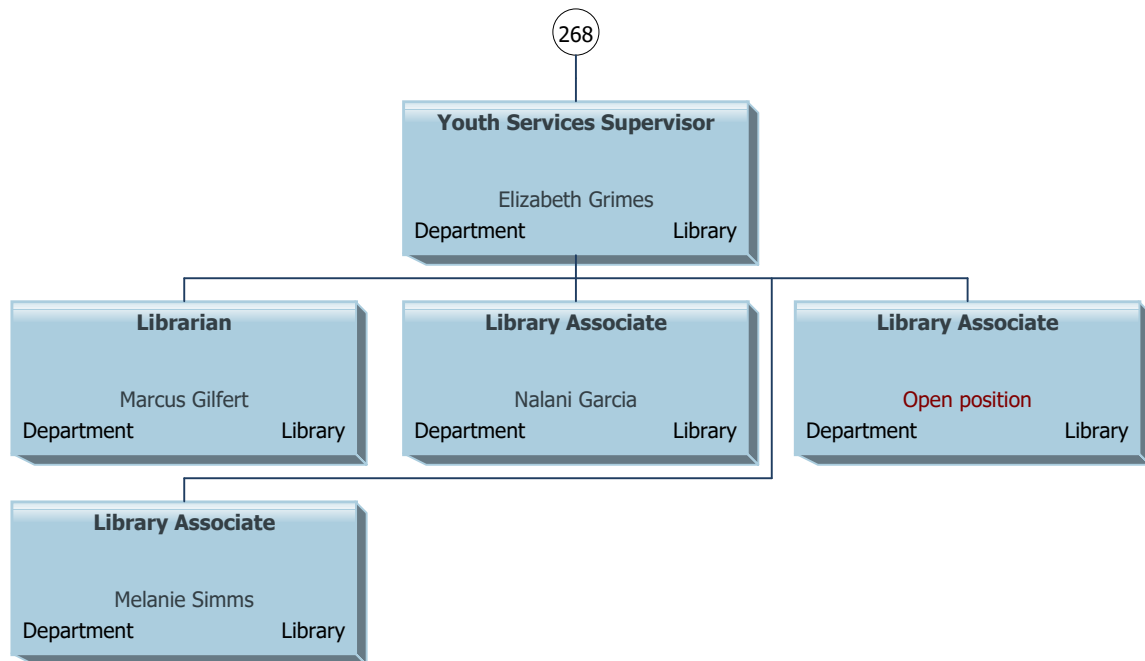 268
Youth Services Supervisor
Elizabeth Grimes
Department Library
Librarian
Marcus Gilfert
Department Library
Library Associate
Nalani Garcia
Department Library
Library Associate
Open position
Department Library
Library Associate
Melanie Simms
Department Library